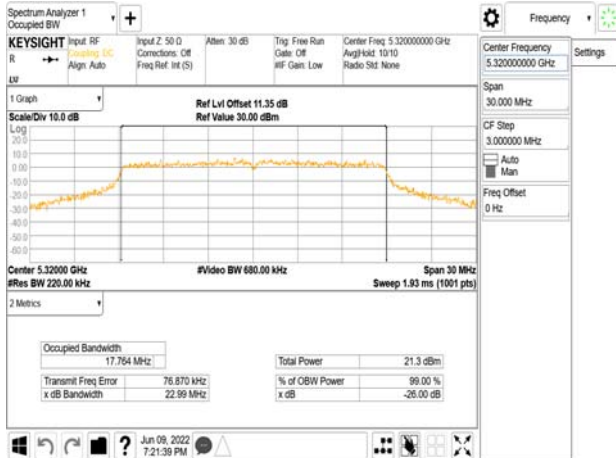 Spectrum Analyzer 1
Occupied BW
+
Frequency
Settings
KEYSIGHT
R
Input: RF
Coupling: DC
Align: Auto
Input Z: 50 Ω
Corrections: Off
Freq Ref: Int (S)
Atten: 30 dB
Trig: Free Run
Gate: Off
#IF Gain: Low
Center Freq: 5.320000000 GHz
Avg|Hold: 10/10
Radio Std: None
Center Frequency
5.320000000 GHz
Span
30.000 MHz
CF Step
3.000000 MHz
Auto
Man
Freq Offset
0 Hz
1 Graph
Scale/Div 10.0 dB
Ref Lvl Offset 11.35 dB
Ref Value 30.00 dBm
Log
20.0
10.0
0.00
-10.0
-20.0
-30.0
-40.0
-50.0
-60.0
Center 5.32000 GHz
#Res BW 220.00 kHz
#Video BW 680.00 kHz
Span 30 MHz
Sweep 1.93 ms (1001 pts)
2 Metrics
Occupied Bandwidth
17.764 MHz
Total Power 21.3 dBm
Transmit Freq Error 76.870 kHz
% of OBW Power 99.00 %
x dB Bandwidth 22.99 MHz
x dB -26.00 dB
?
Jun 09, 2022
7:21:39 PM